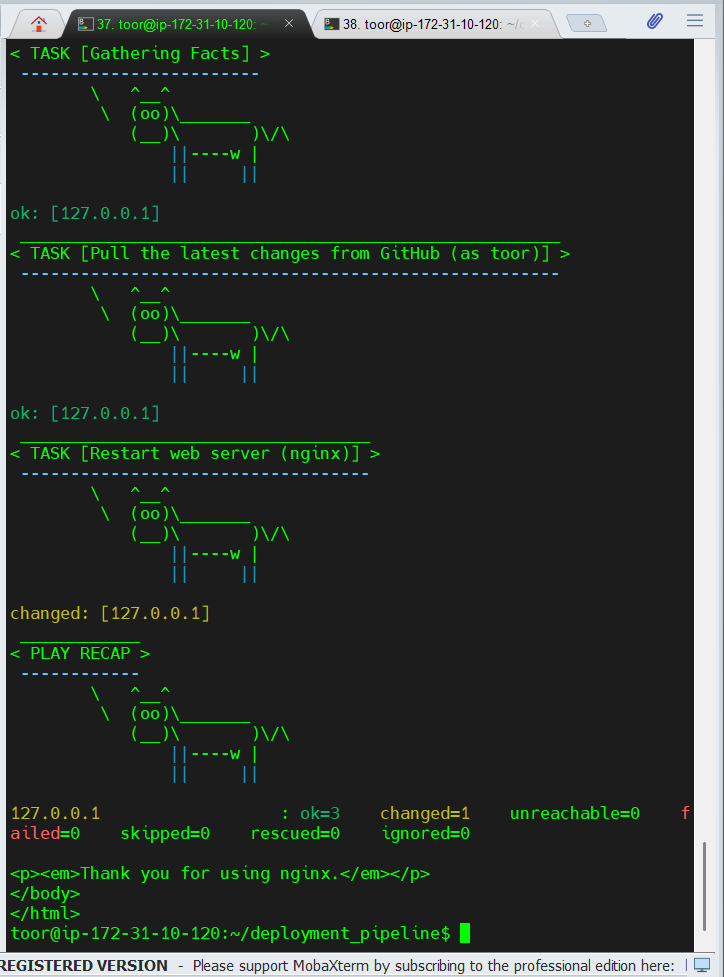 37. toor@ip-172-31-10-120: ~
38. toor@ip-172-31-10-120: ~/
< TASK [Gathering Facts] >
 ------------------------
        \   ^__^
         \  (oo)\_______
            (__)\       )\/\
                ||----w |
                ||     ||
ok: [127.0.0.1]
 ______________________________________________________
< TASK [Pull the latest changes from GitHub (as toor)] >
 ------------------------------------------------------
        \   ^__^
         \  (oo)\_______
            (__)\       )\/\
                ||----w |
                ||     ||
ok: [127.0.0.1]
 ___________________________________
< TASK [Restart web server (nginx)] >
 -----------------------------------
        \   ^__^
         \  (oo)\_______
            (__)\       )\/\
                ||----w |
                ||     ||
changed: [127.0.0.1]
 ____________
< PLAY RECAP >
 ------------
        \   ^__^
         \  (oo)\_______
            (__)\       )\/\
                ||----w |
                ||     ||
127.0.0.1                  : ok=3    changed=1    unreachable=0    f
ailed=0    skipped=0    rescued=0    ignored=0
<p><em>Thank you for using nginx.</em></p>
</body>
</html>
toor@ip-172-31-10-120:~/deployment_pipeline$
REGISTERED VERSION - Please support MobaXterm by subscribing to the professional edition here: